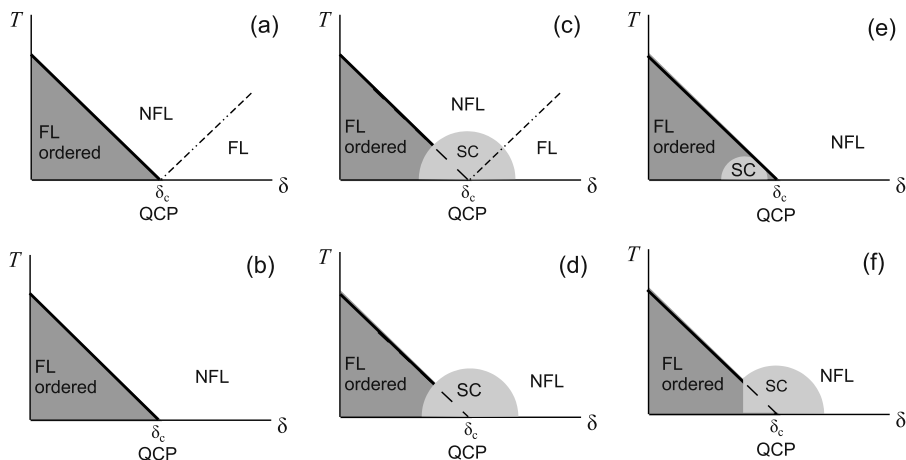 T
(a)
NFL
FL
ordered
FL
δc
δ
QCP
T
(c)
NFL
FL
ordered
SC
FL
δc
δ
QCP
T
(e)
NFL
FL
ordered
SC
δc
δ
QCP
T
(b)
FL
ordered
NFL
δc
δ
QCP
T
(d)
FL
ordered
SC
NFL
δc
δ
QCP
T
(f)
FL
ordered
SC
NFL
δc
δ
QCP